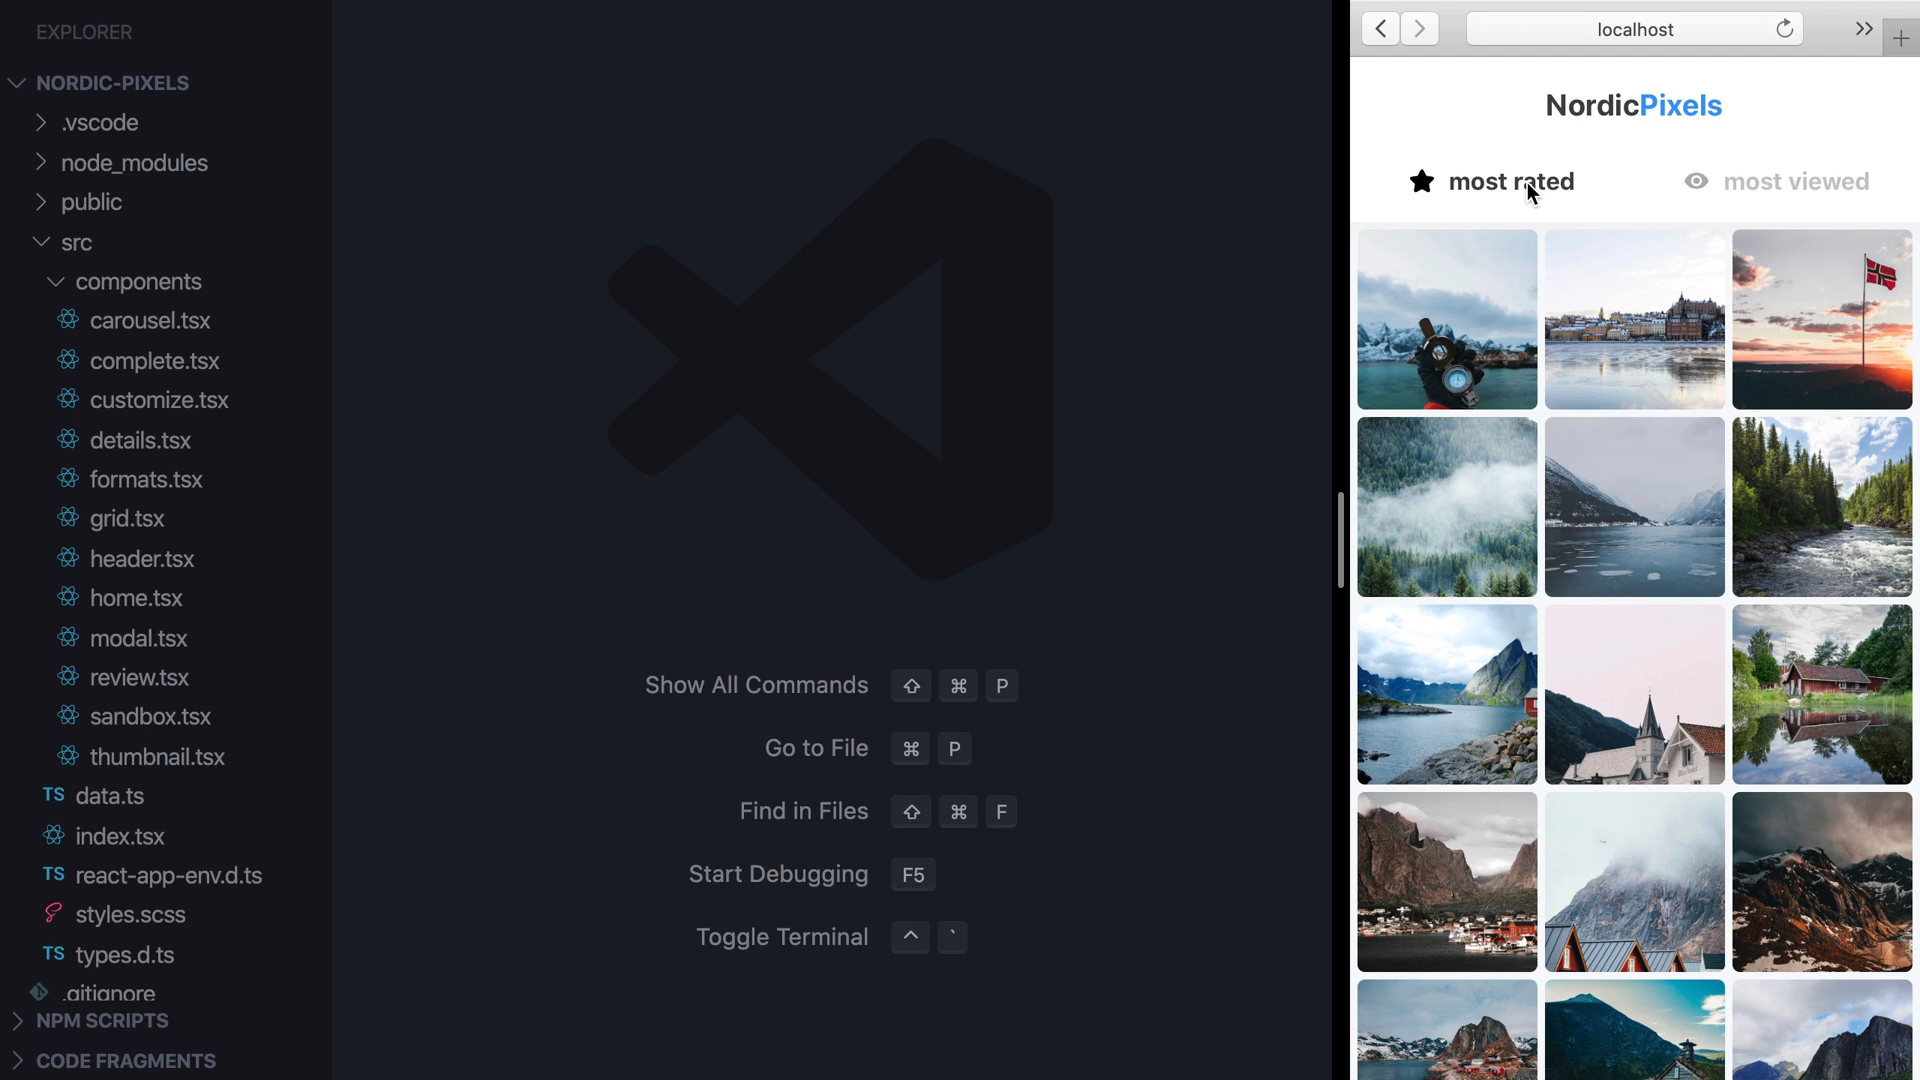 EXPLORER
NORDIC-PIXELS
.vscode
node_modules
public
src
components
carousel.tsx
complete.tsx
customize.tsx
details.tsx
formats.tsx
grid.tsx
header.tsx
home.tsx
modal.tsx
review.tsx
sandbox.tsx
thumbnail.tsx
TS data.ts
index.tsx
TS react-app-env.d.ts
styles.scss
TS types.d.ts
.gitignore
NPM SCRIPTS
CODE FRAGMENTS
Show All Commands ⇧ ⌘ P
Go to File ⌘ P
Find in Files ⇧ ⌘ F
Start Debugging F5
Toggle Terminal ^ `
localhost
NordicPixels
most rated
most viewed